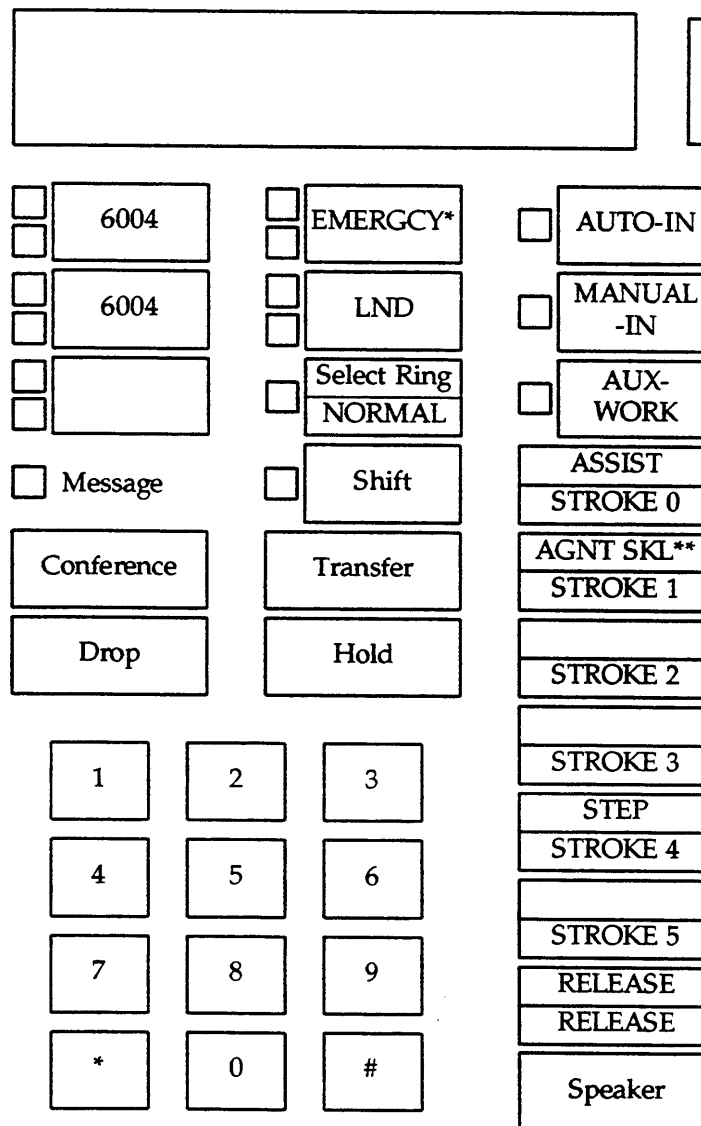 6004
EMERGCY*
AUTO-IN
6004
LND
MANUAL
-IN
Select Ring
NORMAL
AUX-
WORK
Message
Shift
ASSIST
STROKE 0
Conference
Transfer
AGNT SKL**
STROKE 1
Drop
Hold
STROKE 2
1
2
3
STROKE 3
4
5
6
STEP
STROKE 4
7
8
9
STROKE 5
RELEASE
RELEASE
*
0
#
Speaker